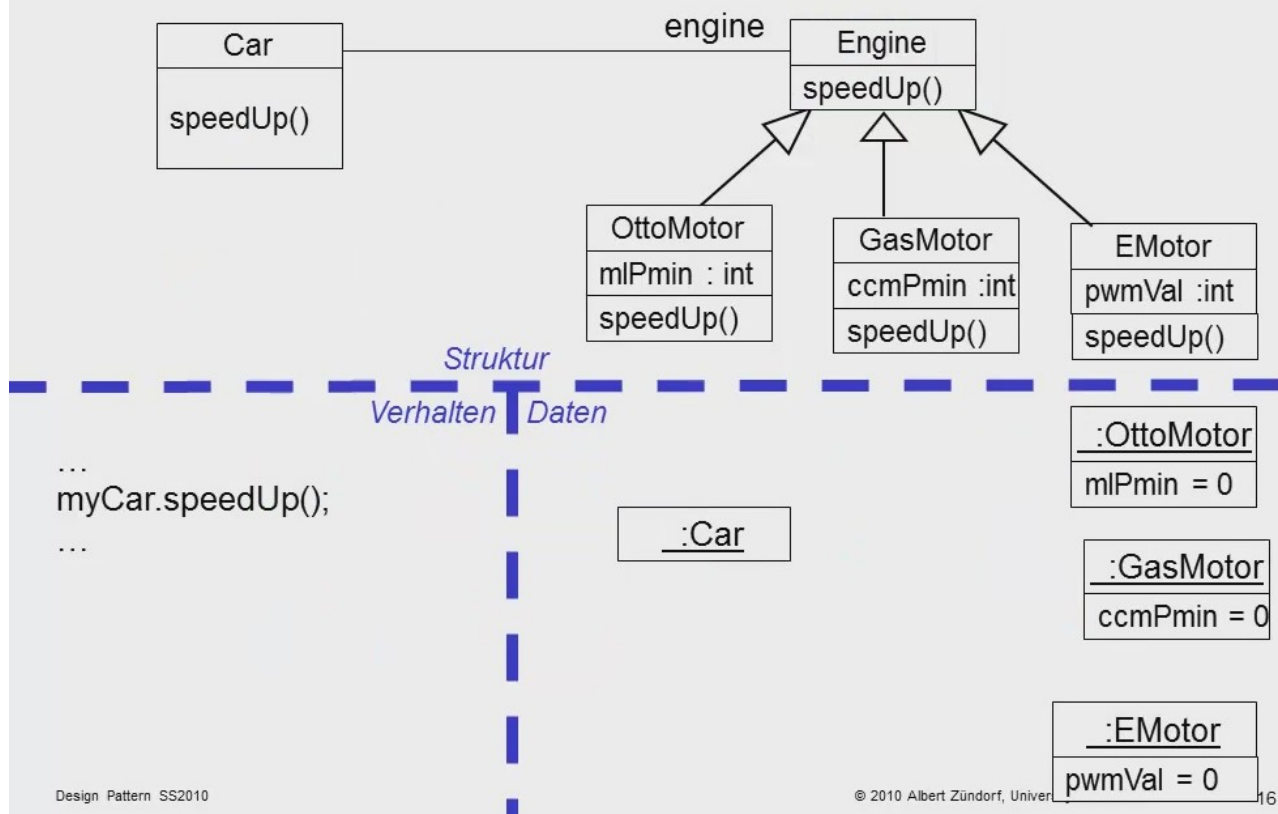 Car
speedUp()
engine
Engine
speedUp()
OttoMotor
mlPmin : int
speedUp()
GasMotor
ccmPmin :int
speedUp()
EMotor
pwmVal :int
speedUp()
Struktur
Verhalten
Daten
...
myCar.speedUp();
...
:Car
:OttoMotor
mlPmin = 0
:GasMotor
ccmPmin = 0
:EMotor
pwmVal = 0
Design Pattern SS2010
© 2010 Albert Zündorf,
16